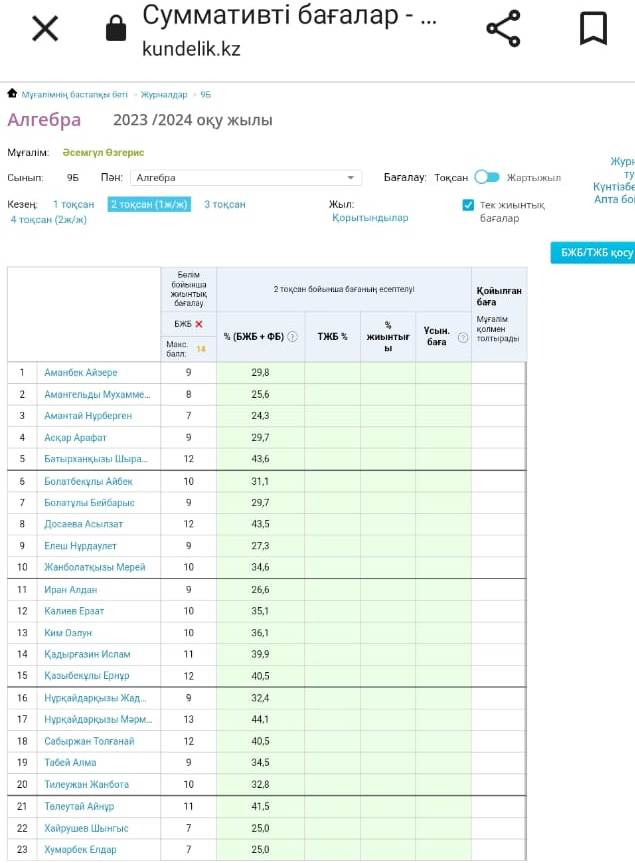 Суммативті бағалар - ...
kundelik.kz
Мұғалімнің бастапқы беті - Журналдар - 9Б
Алгебра 2023 /2024 оқу жылы
Мұғалім: Әсемгүл Өзгерис
Сынып: 9Б Пән: Алгебра Бағалау: Тоқсан Жартыжыл
Кезең: 1 тоқсан 2 тоқсан (1ж/ж) 3 тоқсан
4 тоқсан (2ж/ж)
Жыл:
Қорытындылар
Тек жиынтық
бағалар
Журн
ту
Күнтізбе
Апта бой
БЖБ/ТЖБ қосу
Бөлім
бойынша
жиынтық
бағалау
БЖБ
Макс.
балл: 14
2 тоқсан бойынша бағаның есептелуі
% (БЖБ + ФБ) ?
ТЖБ %
%
жиынтығ
ы
Ұсын.
баға ?
Қойылған
баға
Мұғалім
қолмен
толтырады
1 Аманбек Айзере 9 29,8
2 Амангельды Мухамме... 8 25,6
3 Амантай Нұрберген 7 24,3
4 Асқар Арафат 9 29,7
5 Батырханқызы Шыра... 12 43,6
6 Болатбекұлы Айбек 10 31,1
7 Болатұлы Бейбарыс 9 29,7
8 Досаева Асылзат 12 43,5
9 Елеш Нұрдаулет 9 27,3
10 Жанболатқызы Мерей 10 34,6
11 Иран Алдан 9 26,6
12 Калиев Ерзат 10 35,1
13 Ким Оэлун 10 36,1
14 Қадырғазин Ислам 11 39,9
15 Қазыбекұлы Ернұр 12 40,5
16 Нұрқайдарқызы Жад... 9 32,4
17 Нұрқайдарқызы Мәрм... 13 44,1
18 Сабыржан Толғанай 12 40,5
19 Табей Алма 9 34,5
20 Тилеужан Жанбота 10 32,8
21 Төлеутай Айнұр 11 41,5
22 Хайрушев Шынгыс 7 25,0
23 Хумарбек Елдар 7 25,0